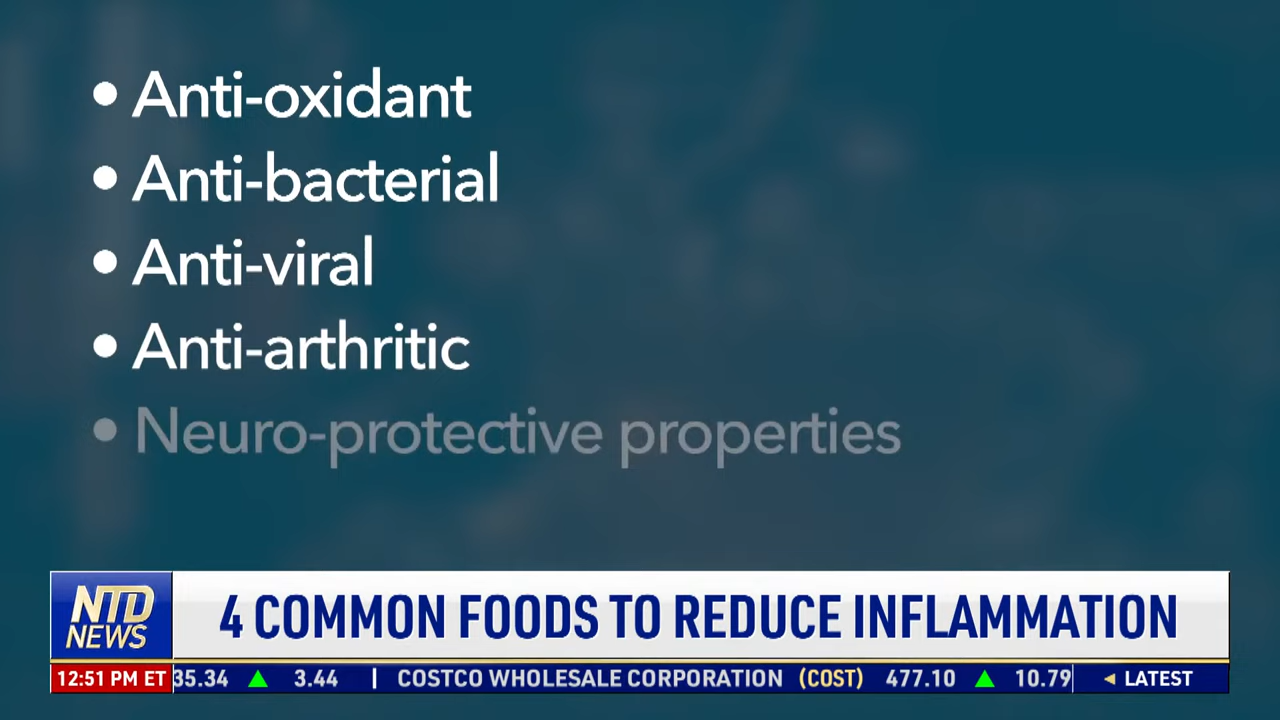 • Anti-oxidant
• Anti-bacterial
• Anti-viral
• Anti-arthritic
• Neuro-protective properties
NTD
NEWS
4 COMMON FOODS TO REDUCE INFLAMMATION
12:51 PM ET 35.34 ▲ 3.44 | COSTCO WHOLESALE CORPORATION (COST) 477.10 ▲ 10.79 ◄ LATEST